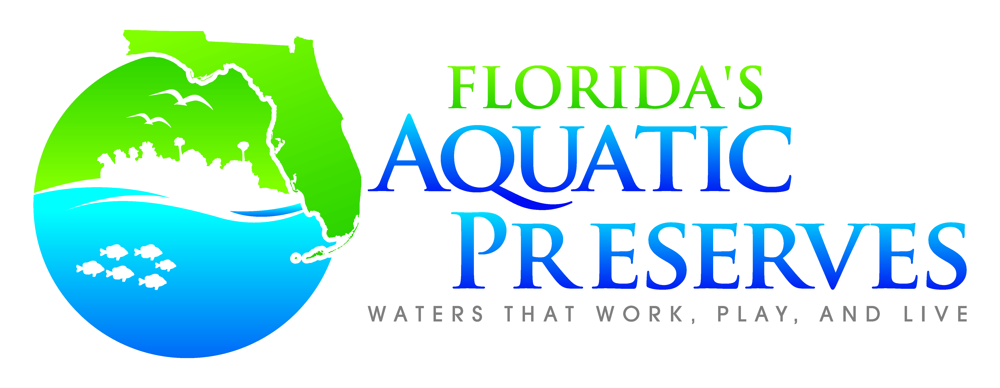 FLORIDA'S
AQUATIC
PRESERVES
WATERS THAT WORK, PLAY, AND LIVE